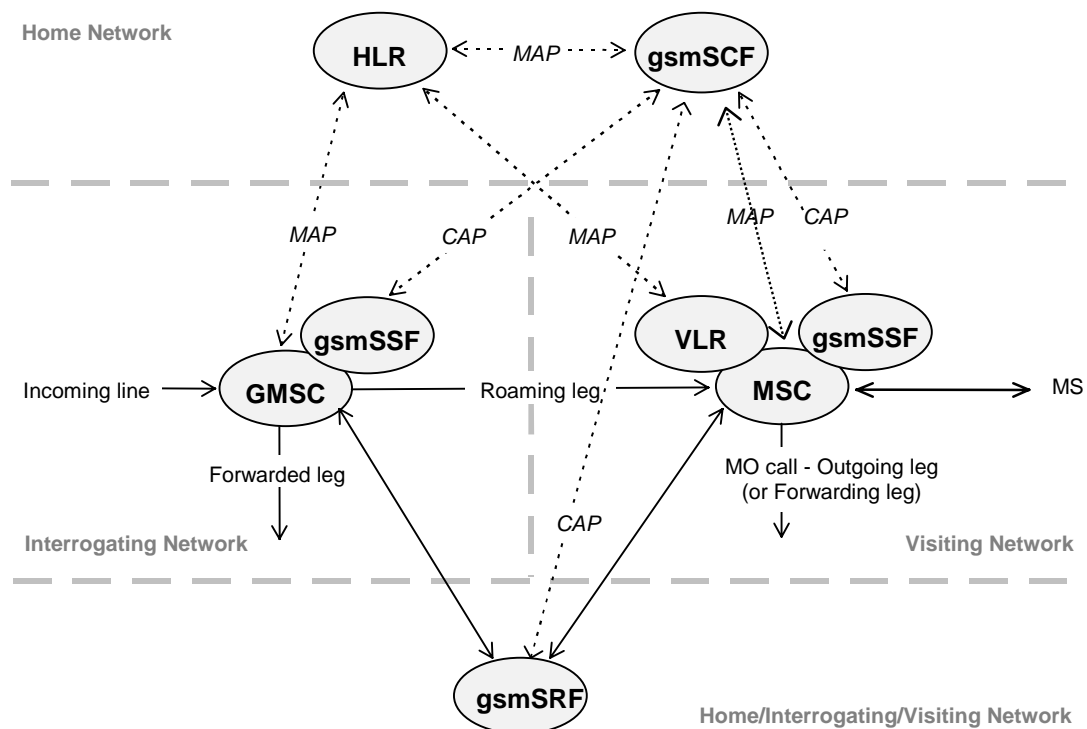 Home Network
HLR
MAP
gsmSCF
MAP
CAP
MAP
MAP
CAP
gsmSSF
VLR
gsmSSF
Incoming line
GMSC
Roaming leg
MSC
MS
Forwarded leg
MO call - Outgoing leg
(or Forwarding leg)
CAP
Interrogating Network
Visiting Network
gsmSRF
Home/Interrogating/Visiting Network